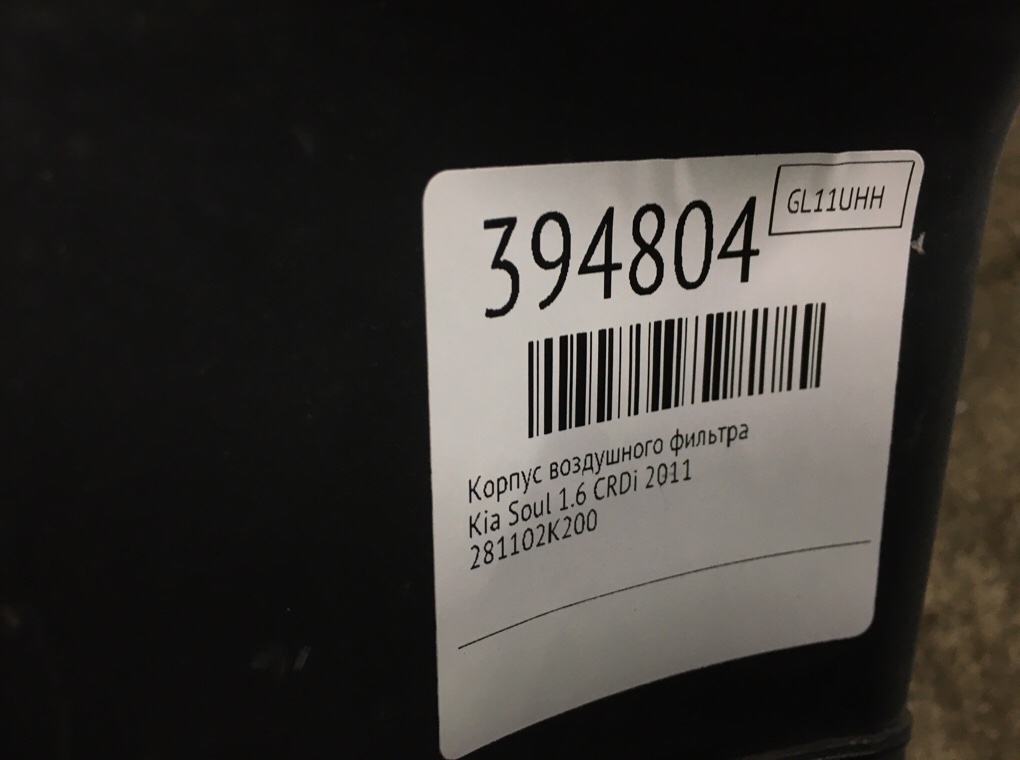 394804
GL11UHH
Корпус воздушного фильтра
Kia Soul 1.6 CRDi 2011
281102K200